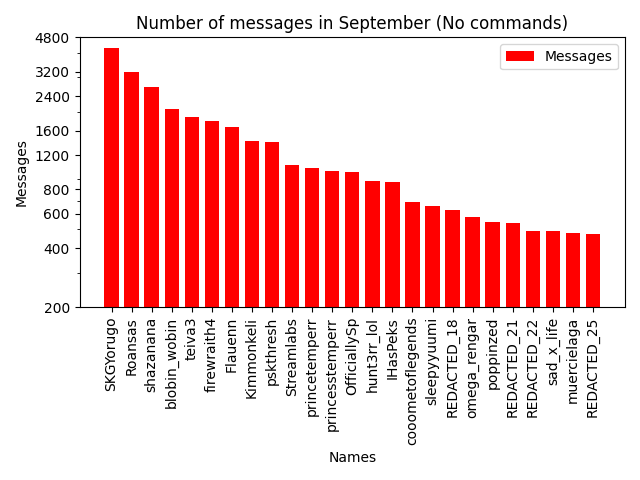 Number of messages in September (No commands)
Messages
4800
3200
2400
1600
1200
800
600
400
200
Messages
SKGYorugo
Roansas
shazanana
blobin_wobin
teiva3
firewraith4
Flauenn
Kimmonkeli
pskthresh
Streamlabs
princetemperr
princesstemperr
OfficiallySp
hunt3rr_lol
IHasPeks
cooometoflegends
sleepyyuumi
REDACTED_18
omega_rengar
poppinzed
REDACTED_21
REDACTED_22
sad_x_life
muercielaga
REDACTED_25
Names